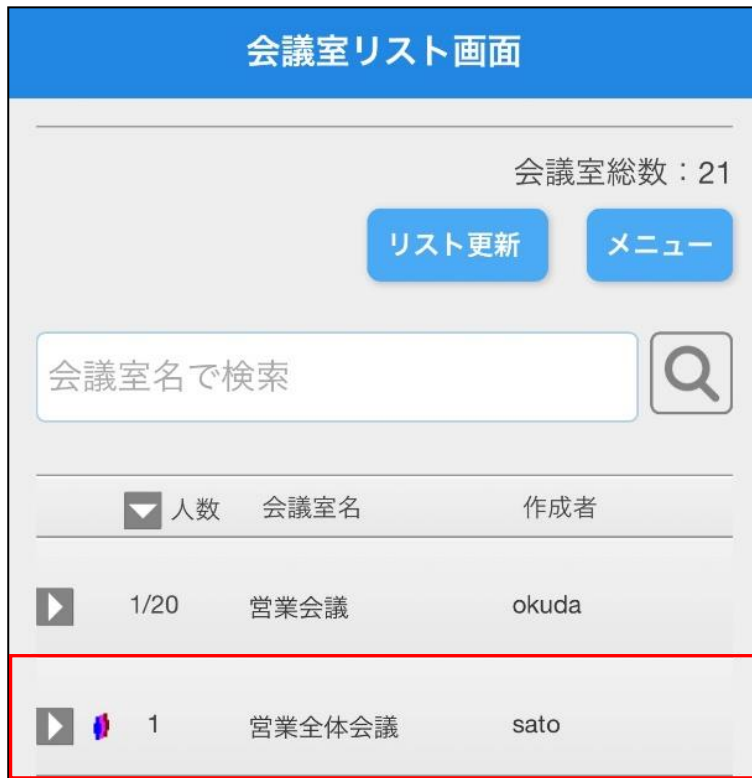 会議室リスト画面
会議室総数：21
リスト更新 メニュー
会議室名で検索
人数 会議室名 作成者
1/20 営業会議 okuda
1 営業全体会議 sato